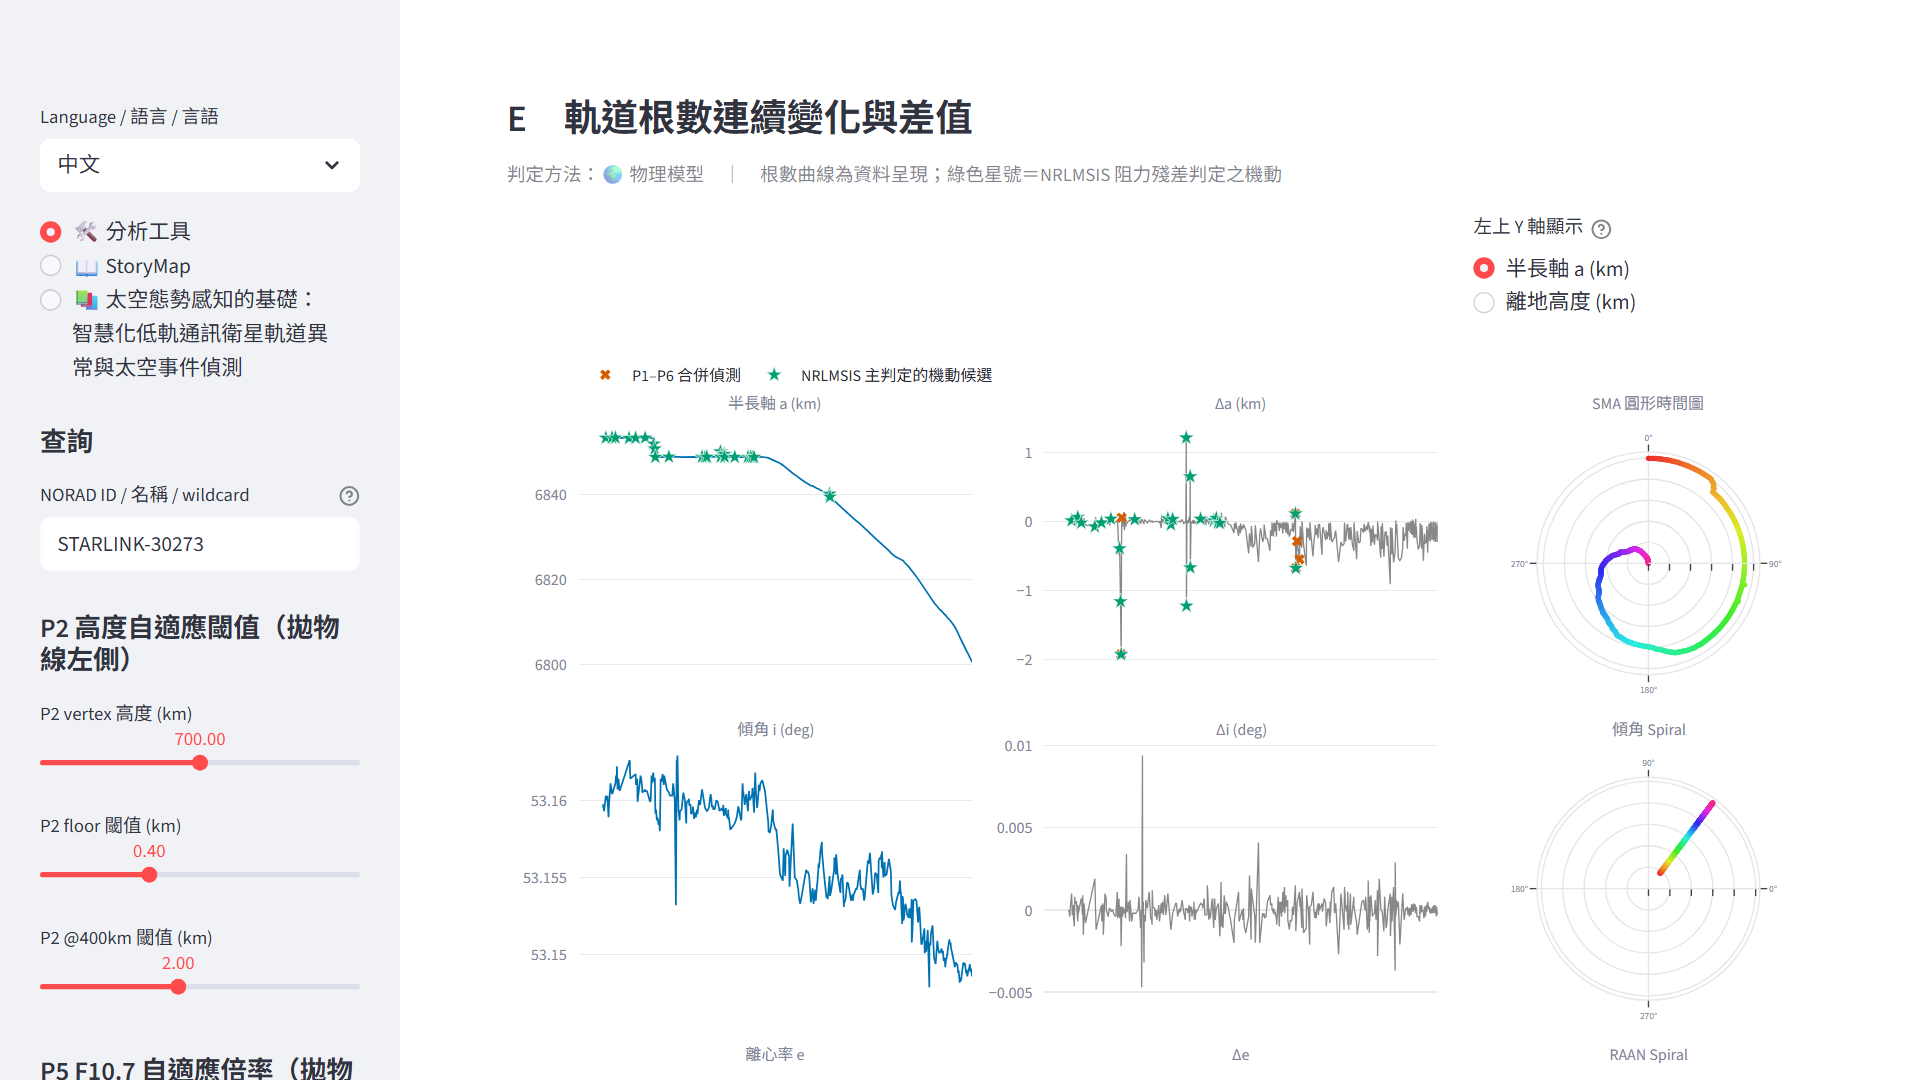 Language / 語言 / 言語
中文
🛠️ 分析工具
📖 StoryMap
📚 太空態勢感知的基礎：
智慧化低軌通訊衛星軌道異
常與太空事件偵測
查詢
NORAD ID / 名稱 / wildcard
STARLINK-30273
P2 高度自適應閾值（拋物
線左側）
P2 vertex 高度 (km)
700.00
P2 floor 閾值 (km)
0.40
P2 @400km 閾值 (km)
2.00
P5 F10.7 自適應倍率（拋物
E 軌道根數連續變化與差值
判定方法：🌍 物理模型 ｜ 根數曲線為資料呈現；綠色星號＝NRLMSIS 阻力殘差判定之機動
左上 Y 軸顯示
半長軸 a (km)
離地高度 (km)
P1–P6 合併偵測
NRLMSIS 主判定的機動候選
半長軸 a (km)
6840
6820
6800
Δa (km)
1
0
−1
−2
SMA 圓形時間圖
0°
90°
180°
270°
傾角 i (deg)
53.16
53.155
53.15
Δi (deg)
0.01
0.005
0
−0.005
傾角 Spiral
90°
0°
180°
270°
離心率 e
Δe
RAAN Spiral